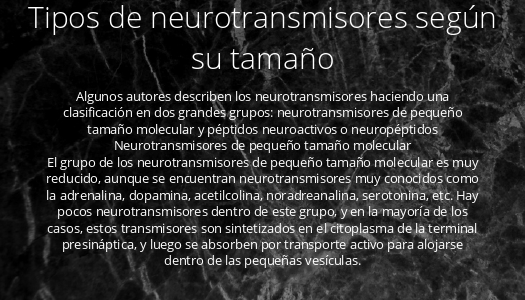 Tipos de neurotransmisores según
su tamaño
Algunos autores describen los neurotransmisores haciendo una
clasificación en dos grandes grupos: neurotransmisores de pequeño
tamaño molecular y péptidos neuroactivos o neuropéptidos
Neurotransmisores de pequeño tamaño molecular
El grupo de los neurotransmisores de pequeño tamaño molecular es muy
reducido, aunque se encuentran neurotransmisores muy conocidos como
la adrenalina, dopamina, acetilcolina, noradreanalina, serotonina, etc. Hay
pocos neurotransmisores dentro de este grupo, y en la mayoría de los
casos, estos transmisores son sintetizados en el citoplasma de la terminal
presináptica, y luego se absorben por transporte activo para alojarse
dentro de las pequeñas vesículas.